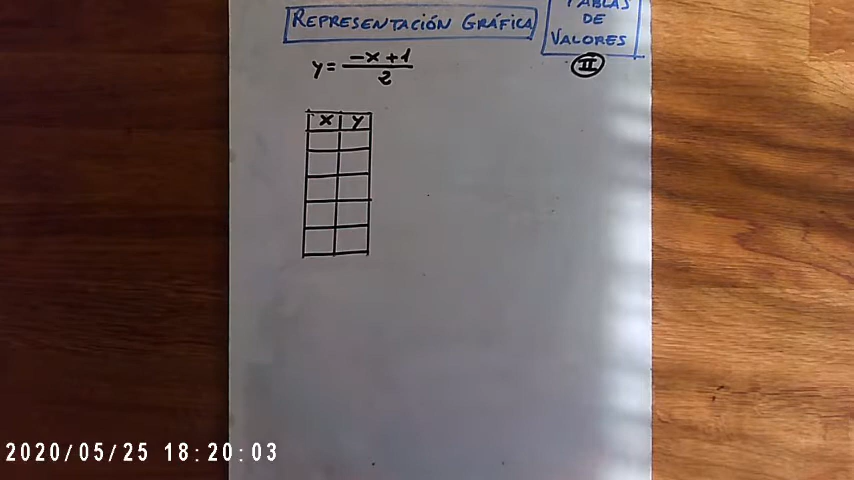 REPRESENTACIÓN GRÁFICA
TABLAS
DE
VALORES
II
y = -x+1 / 2
x y
2020/05/25 18:20:03